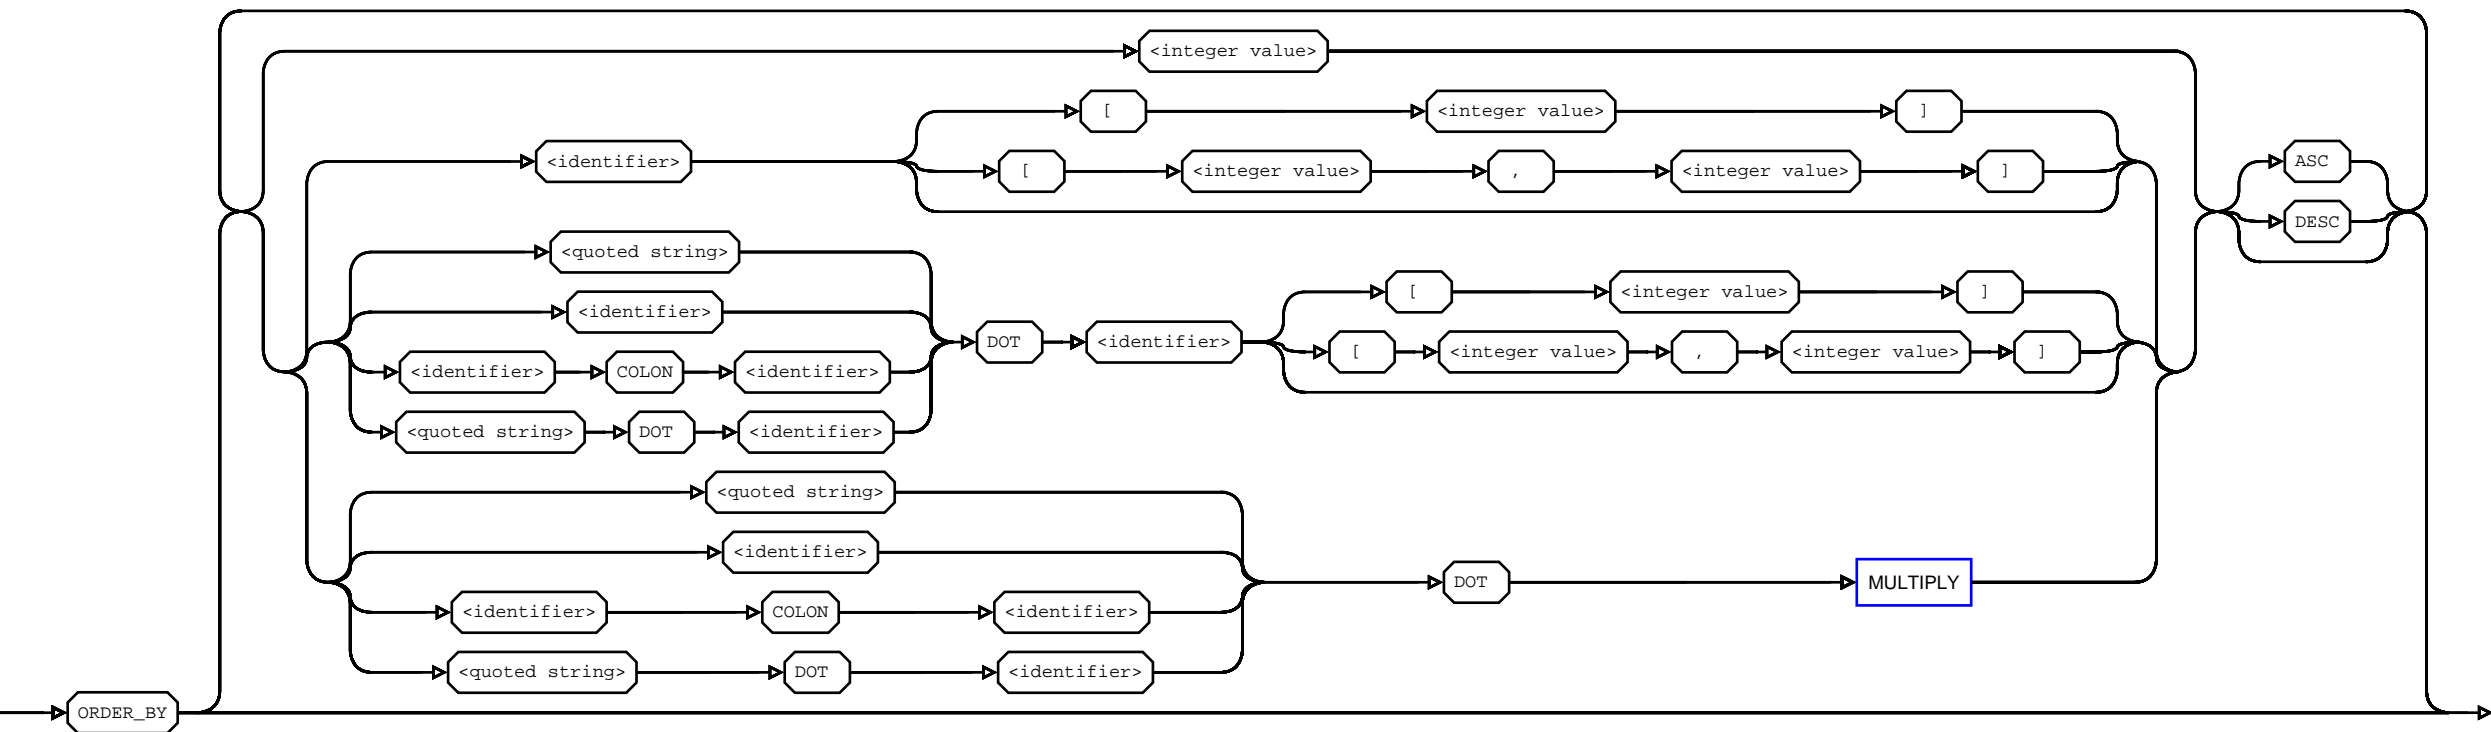 <integer value>
[ <integer value> ]
<identifier>
[ <integer value> , <integer value> ]
ASC
DESC
<quoted string>
[ <integer value> ]
<identifier>
DOT <identifier>
[ <integer value> , <integer value> ]
<identifier> COLON <identifier>
<quoted string> DOT <identifier>
<quoted string>
<identifier>
DOT MULTIPLY
<identifier> COLON <identifier>
<quoted string> DOT <identifier>
ORDER_BY